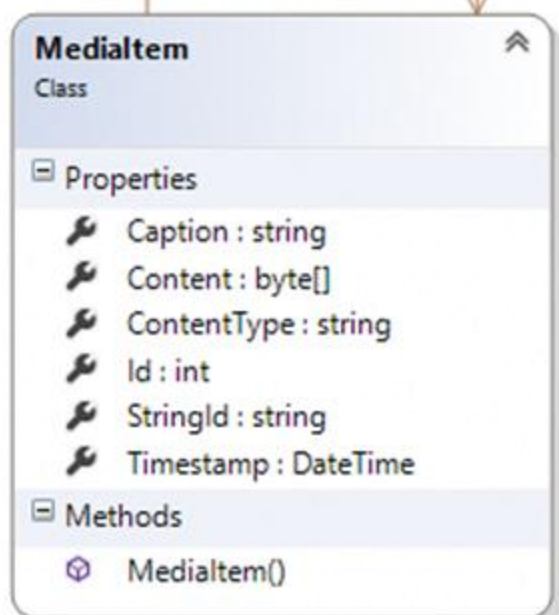 MediaItem
Class
Properties
Caption : string
Content : byte[]
ContentType : string
Id : int
StringId : string
Timestamp : DateTime
Methods
MediaItem()